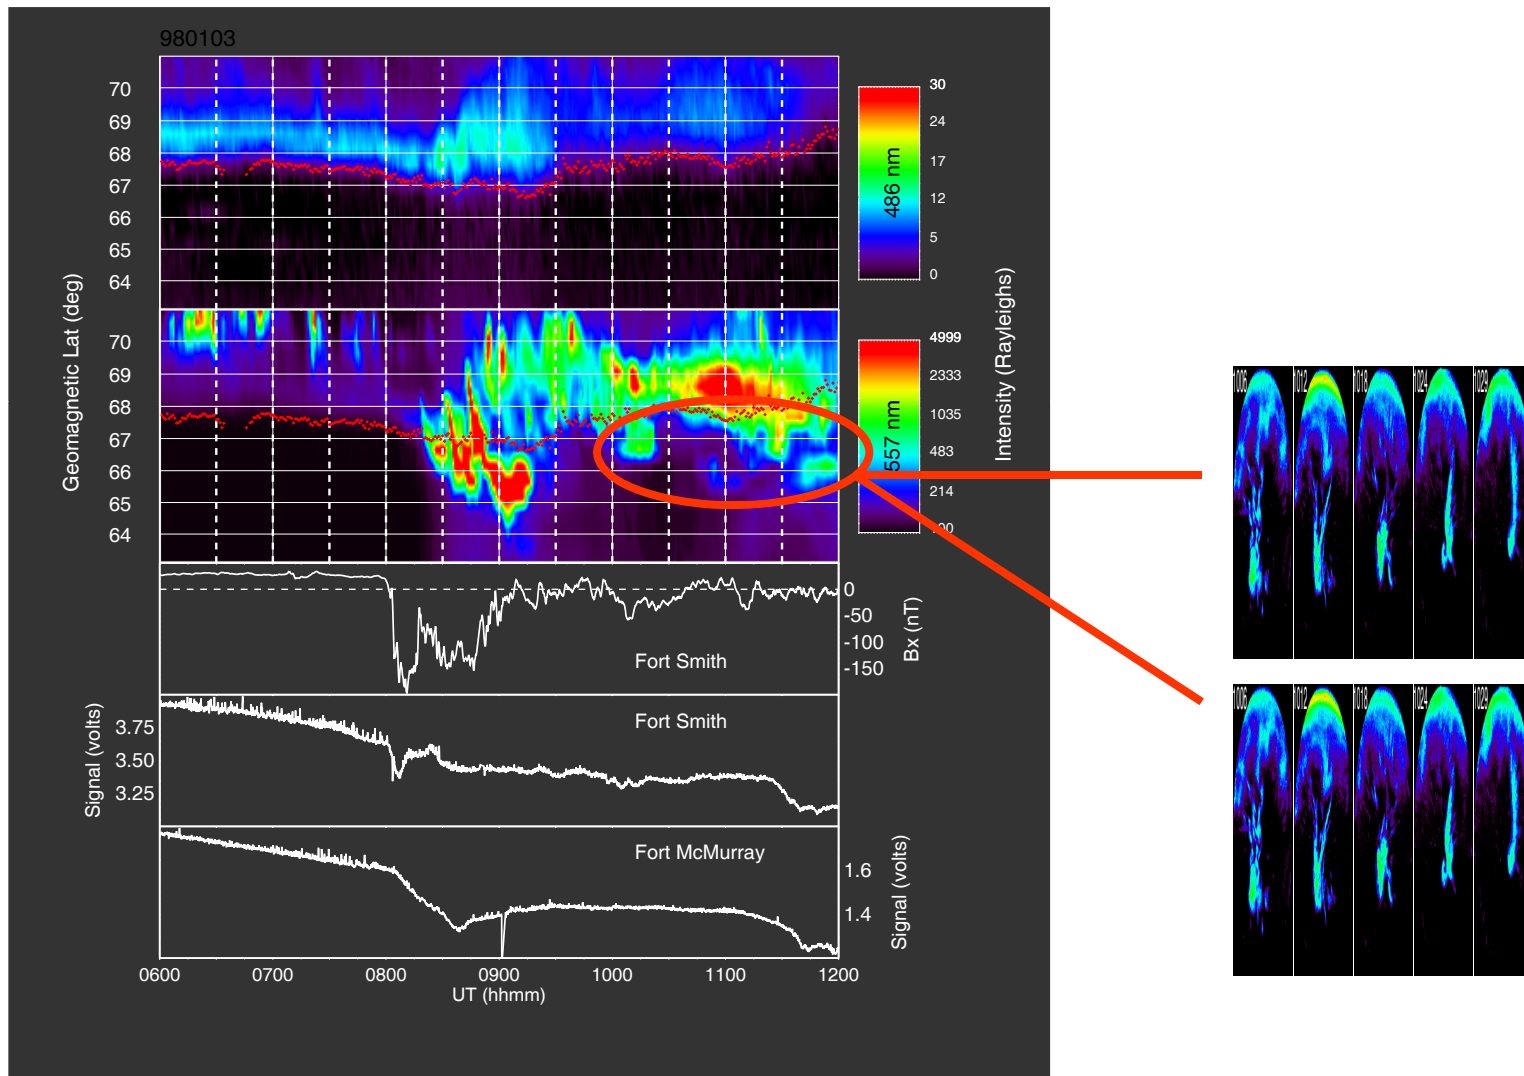 980103
70
69
68
67
66
65
64
30
24
17
12
5
0
486 nm
Geomagnetic Lat (deg)
Intensity (Rayleighs)
70
69
68
67
66
65
64
4999
2333
1035
483
214
557 nm
0
-50
-100
-150
Bx (nT)
Fort Smith
Signal (volts)
3.75
3.50
3.25
Fort Smith
Fort McMurray
1.6
1.4
Signal (volts)
0600 0700 0800 0900 1000 1100 1200
UT (hhmm)
1006 1012 1018 1024 1029
1006 1012 1018 1024 1029